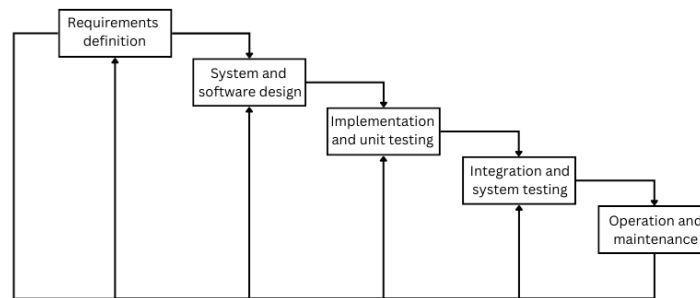 Requirements
definition
System and
software design
Implementation
and unit testing
Integration and
system testing
Operation and
maintenance